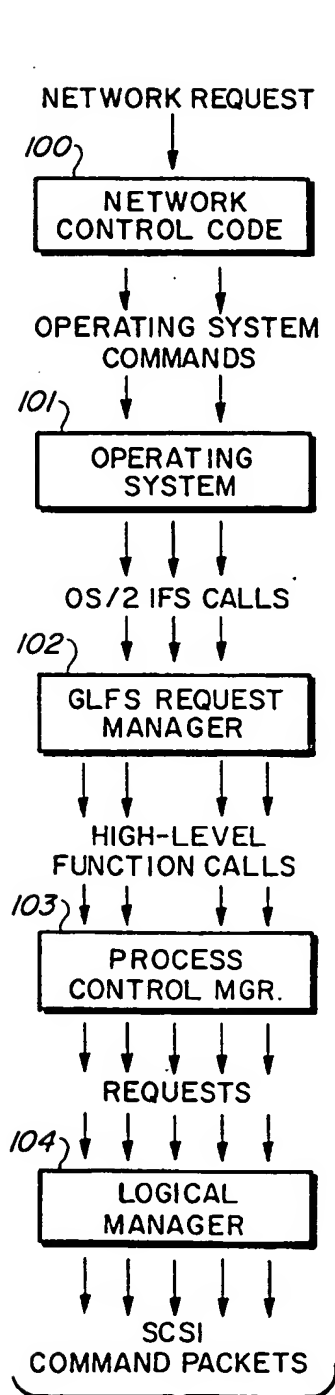 NETWORK REQUEST
100
NETWORK
CONTROL CODE
OPERATING SYSTEM
COMMANDS
101
OPERATING
SYSTEM
OS/2 IFS CALLS
102
GLFS REQUEST
MANAGER
HIGH-LEVEL
FUNCTION CALLS
103
PROCESS
CONTROL MGR.
REQUESTS
104
LOGICAL
MANAGER
SCSI
COMMAND PACKETS